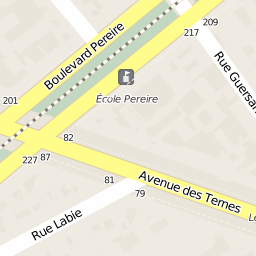 209
217
Boulevard Pereire
Rue Guersan
École Pereire
201
82
87
227
81
79
Avenue des Ternes
Rue Labie
Le